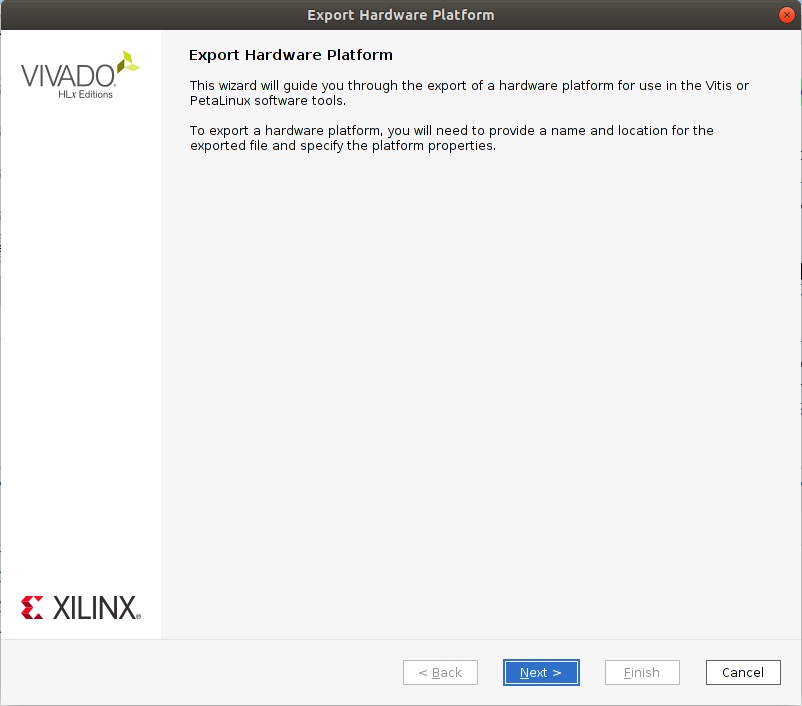 Export Hardware Platform
VIVADO
HLx Editions
Export Hardware Platform
This wizard will guide you through the export of a hardware platform for use in the Vitis or
PetaLinux software tools.
To export a hardware platform, you will need to provide a name and location for the
exported file and specify the platform properties.
XILINX
< Back
Next >
Finish
Cancel